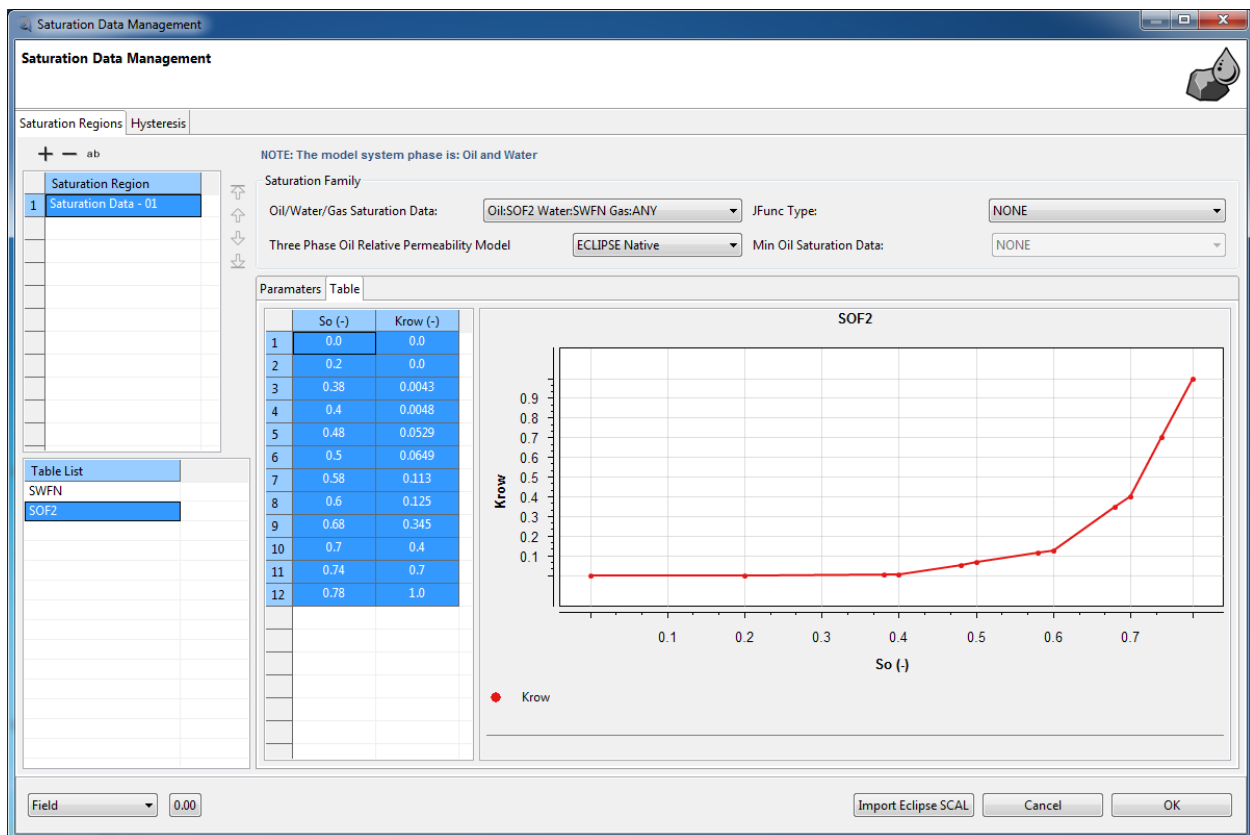 Saturation Data Management
Saturation Data Management
Saturation Regions Hysteresis
ab
NOTE: The model system phase is: Oil and Water
Saturation Region
1 Saturation Data - 01
Saturation Family
Oil/Water/Gas Saturation Data: Oil:SOF2 Water:SWFN Gas:ANY JFunc Type: NONE
Three Phase Oil Relative Permeability Model ECLIPSE Native Min Oil Saturation Data: NONE
Paramaters Table
So (-) Krow (-)
1 0.0 0.0
2 0.2 0.0
3 0.38 0.0043
4 0.4 0.0048
5 0.48 0.0529
6 0.5 0.0649
7 0.58 0.113
8 0.6 0.125
9 0.68 0.345
10 0.7 0.4
11 0.74 0.7
12 0.78 1.0
SOF2
Krow
0.9
0.8
0.7
0.6
0.5
0.4
0.3
0.2
0.1
0.1 0.2 0.3 0.4 0.5 0.6 0.7
So (-)
Krow
Table List
SWFN
SOF2
Field 0.00 Import Eclipse SCAL Cancel OK